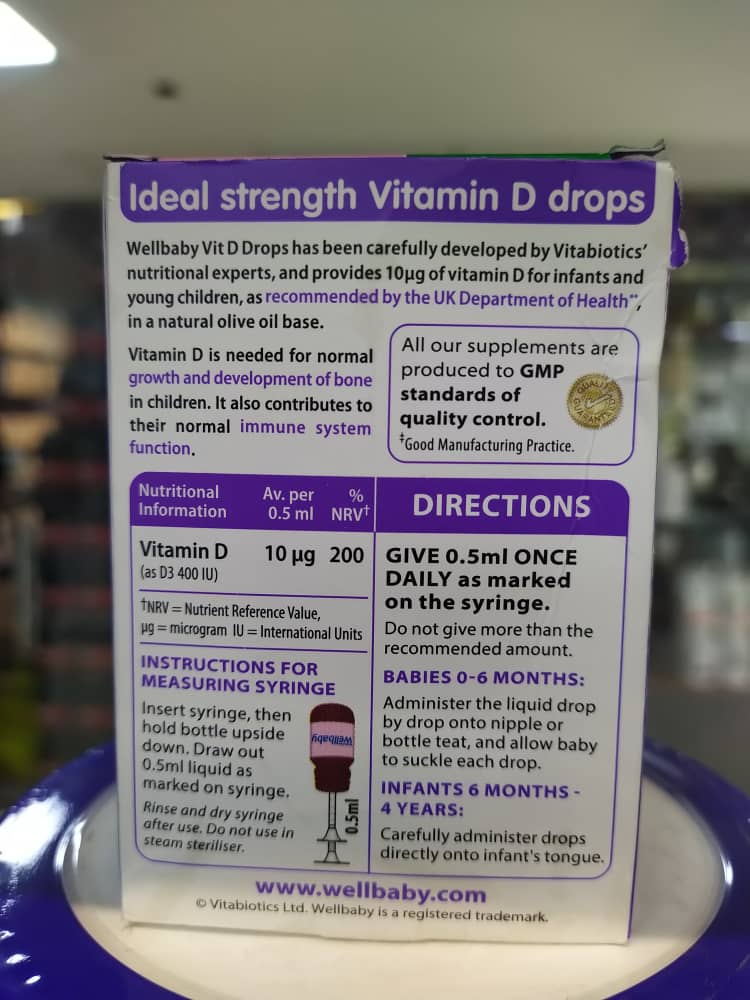 Ideal strength Vitamin D drops
Wellbaby Vit D Drops has been carefully developed by Vitabiotics'
nutritional experts, and provides 10µg of vitamin D for infants and
young children, as recommended by the UK Department of Health**,
in a natural olive oil base.
Vitamin D is needed for normal
growth and development of bone
in children. It also contributes to
their normal immune system
function.
All our supplements are
produced to GMP
standards of
quality control.
‡Good Manufacturing Practice.
QUALITY
GUARANTEED
Nutritional
Information
Av. per
0.5 ml
%
NRV†
Vitamin D 10 µg 200
(as D3 400 IU)
†NRV = Nutrient Reference Value,
µg = microgram IU = International Units
INSTRUCTIONS FOR
MEASURING SYRINGE
Insert syringe, then
hold bottle upside
down. Draw out
0.5ml liquid as
marked on syringe.
Rinse and dry syringe
after use. Do not use in
steam steriliser.
Wellbaby
0.5ml
DIRECTIONS
GIVE 0.5ml ONCE
DAILY as marked
on the syringe.
Do not give more than the
recommended amount.
BABIES 0-6 MONTHS:
Administer the liquid drop
by drop onto nipple or
bottle teat, and allow baby
to suckle each drop.
INFANTS 6 MONTHS -
4 YEARS:
Carefully administer drops
directly onto infant's tongue.
www.wellbaby.com
© Vitabiotics Ltd. Wellbaby is a registered trademark.